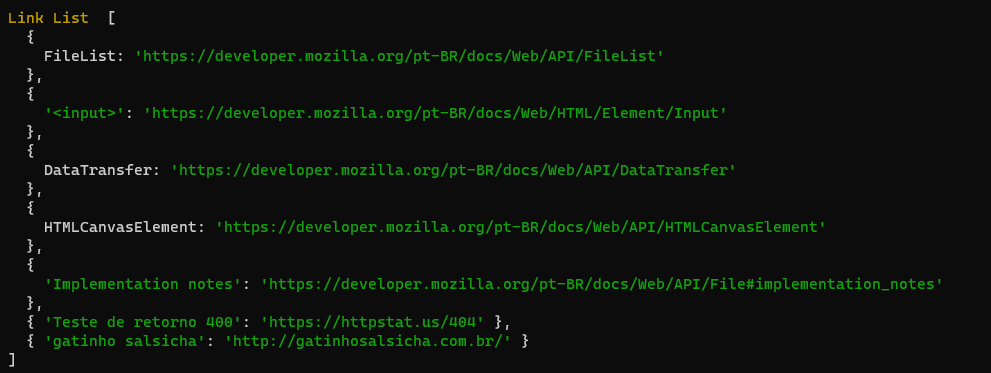 Link List  [
  {
    FileList: 'https://developer.mozilla.org/pt-BR/docs/Web/API/FileList'
  },
  {
    '<input>': 'https://developer.mozilla.org/pt-BR/docs/Web/HTML/Element/Input'
  },
  {
    DataTransfer: 'https://developer.mozilla.org/pt-BR/docs/Web/API/DataTransfer'
  },
  {
    HTMLCanvasElement: 'https://developer.mozilla.org/pt-BR/docs/Web/API/HTMLCanvasElement'
  },
  {
    'Implementation notes': 'https://developer.mozilla.org/pt-BR/docs/Web/API/File#implementation_notes'
  },
  { 'Teste de retorno 400': 'https://httpstat.us/404' },
  { 'gatinho salsicha': 'http://gatinhosalsicha.com.br/' }
]